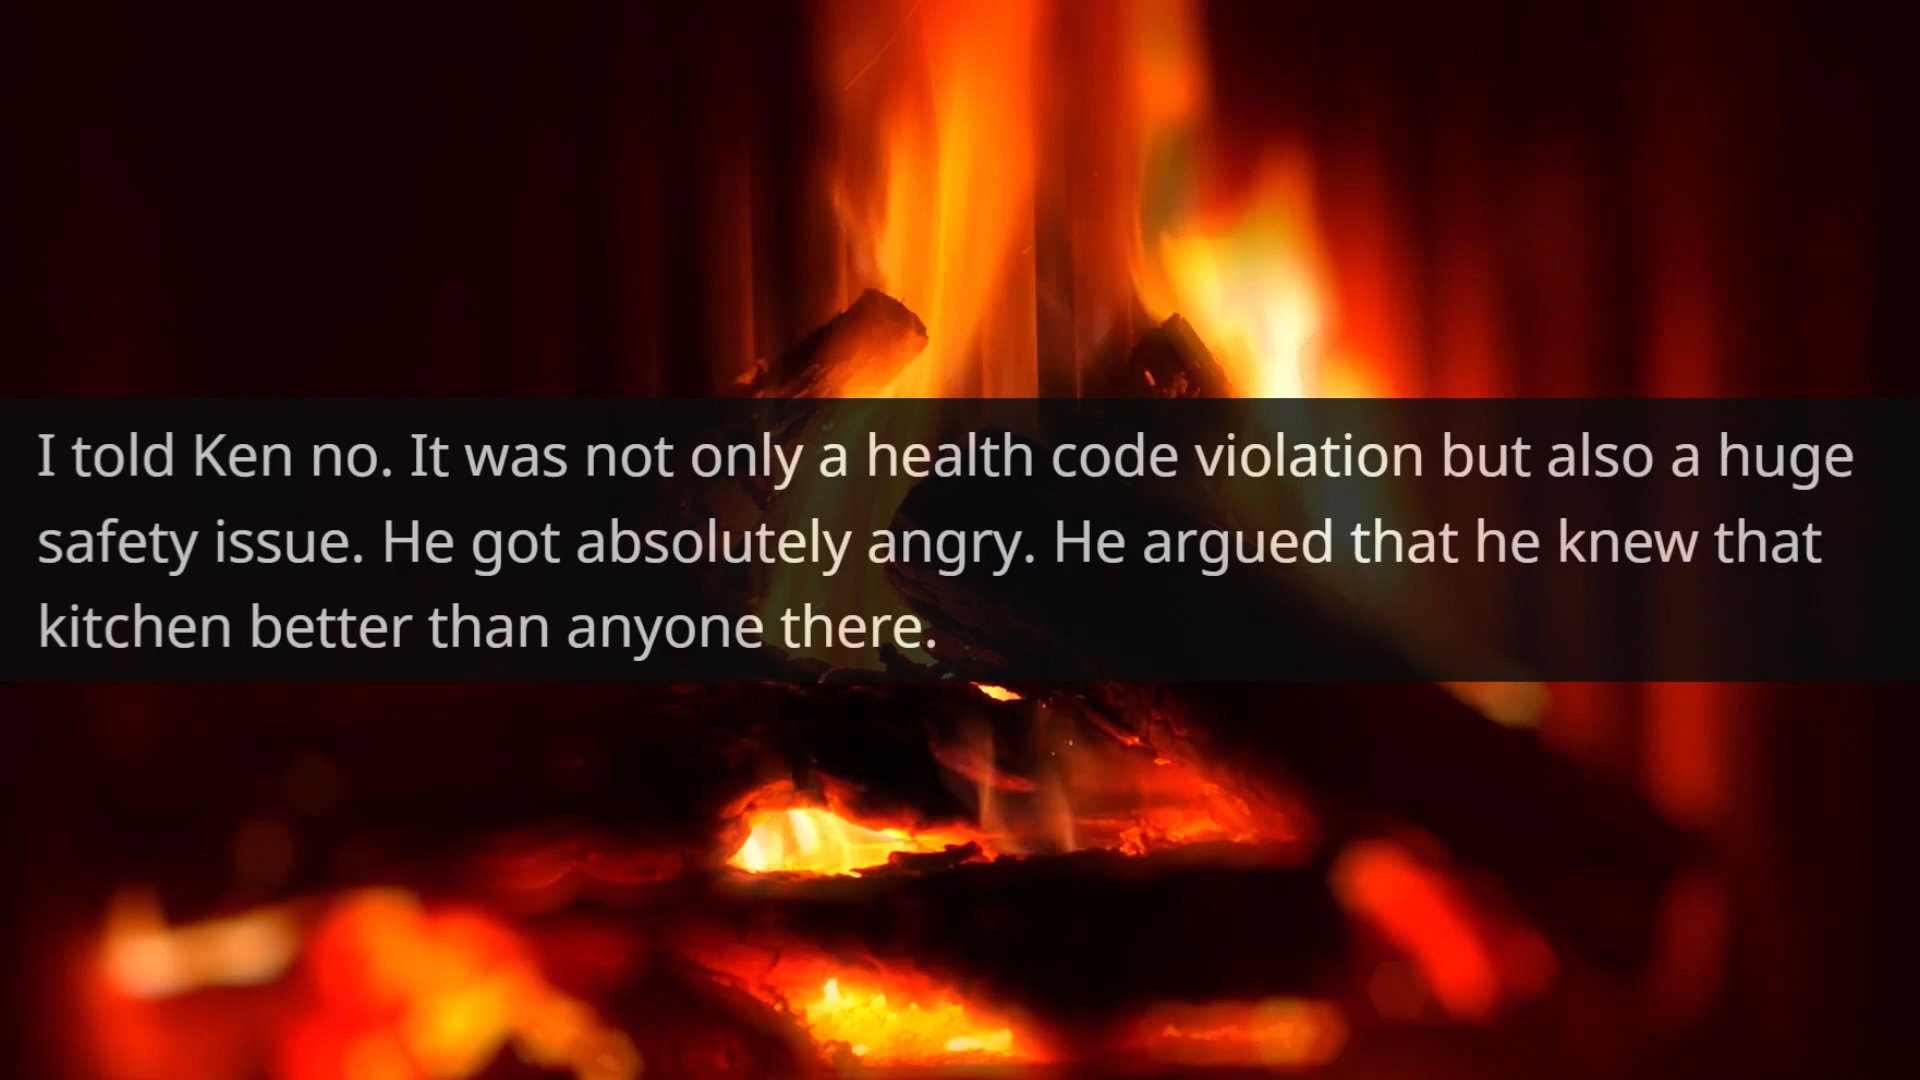 I told Ken no. It was not only a health code violation but also a huge
safety issue. He got absolutely angry. He argued that he knew that
kitchen better than anyone there.